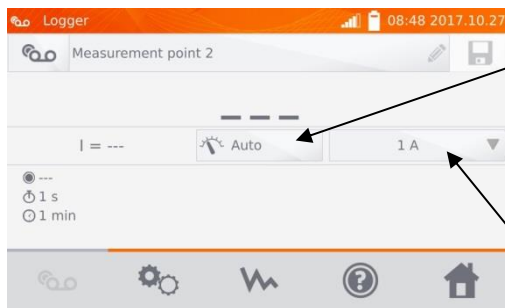 Logger 08:48 2017.10.27
Measurement point 2
---
I = --- Auto 1 A
---
1 s
1 min